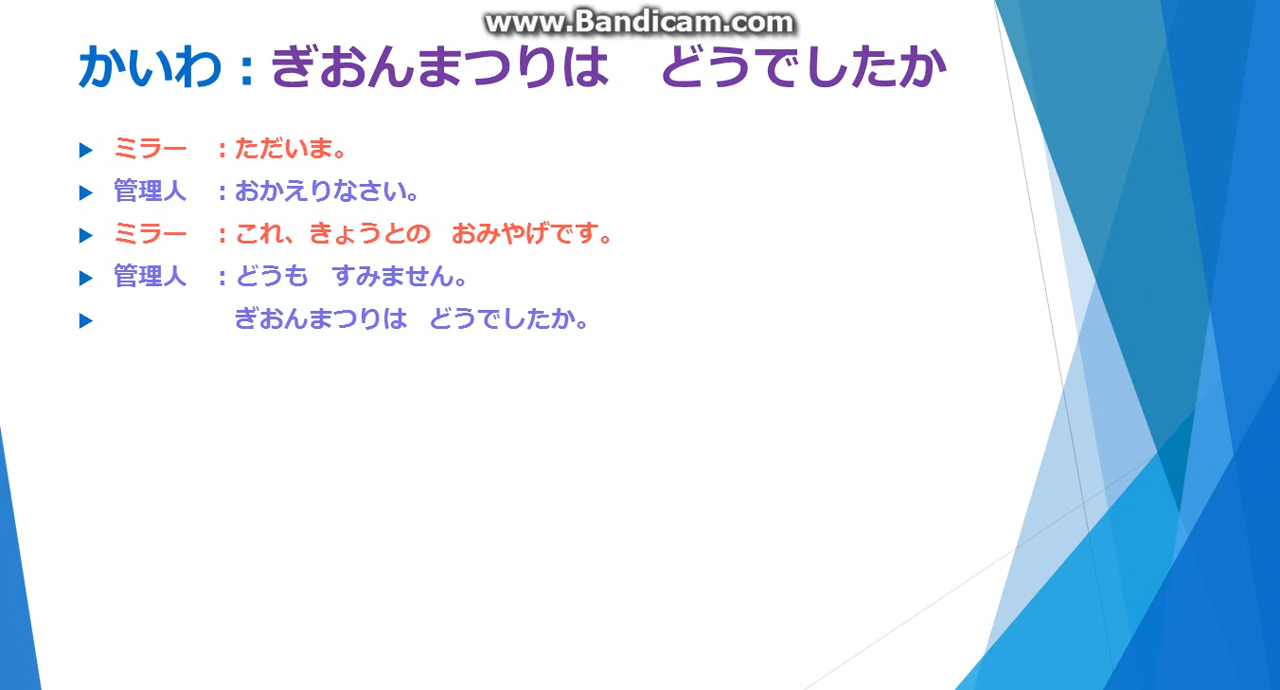 www.Bandicam.com
かいわ：ぎおんまつりは　どうでしたか
ミラー　：ただいま。
管理人　：おかえりなさい。
ミラー　：これ、きょうとの　おみやげです。
管理人　：どうも　すみません。
ぎおんまつりは　どうでしたか。